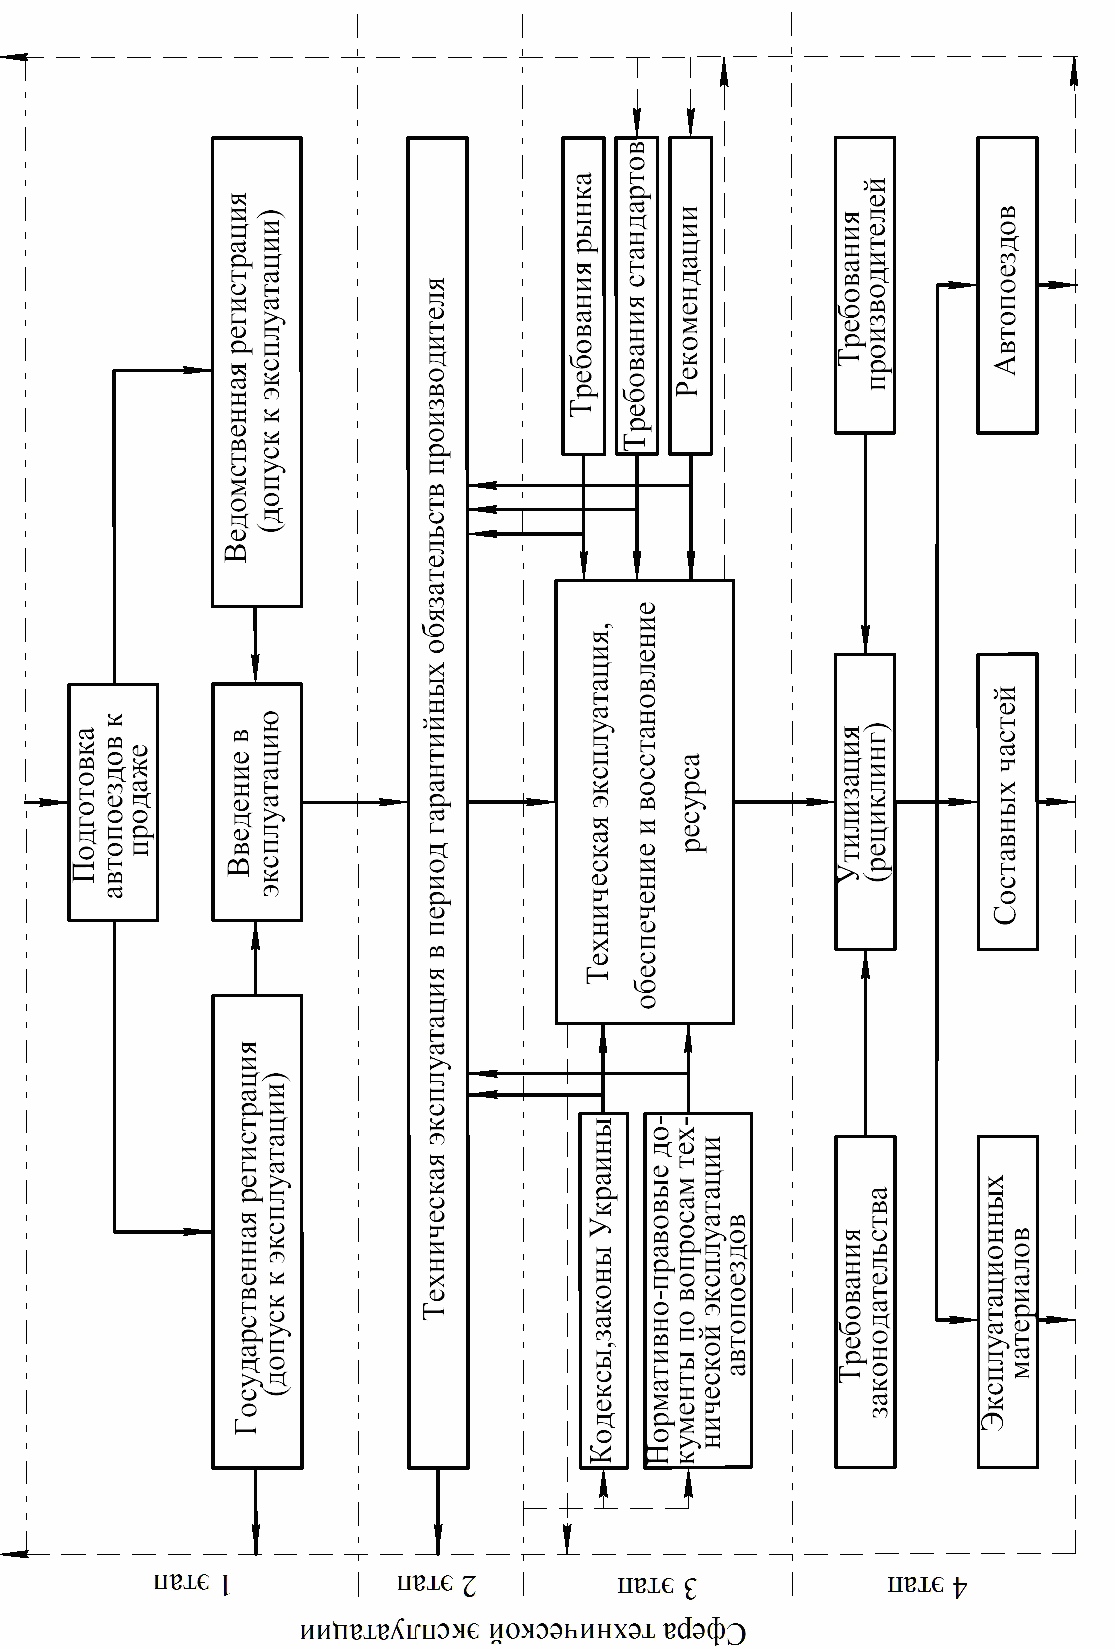 Сфера технической эксплуатации
1 этап
Подготовка
автопоездов к
продаже
Государственная регистрация
(допуск к эксплуатации)
Введение в
эксплуатацию
Ведомственная регистрация
(допуск к эксплуатации)
2 этап
Техническая эксплуатация в период гарантийных обязательств производителя
3 этап
Кодексы,законы Украины
Нормативно-правовые до-
кументы по вопросам тех-
нической эксплуатации
автопоездов
Техническая эксплуатация,
обеспечение и восстановление
ресурса
Требования рынка
Требования стандартов
Рекомендации
4 этап
Требования
законодательства
Утилизация
(рециклинг)
Требования
производителей
Эксплуатационных
материалов
Составных частей
Автопоездов